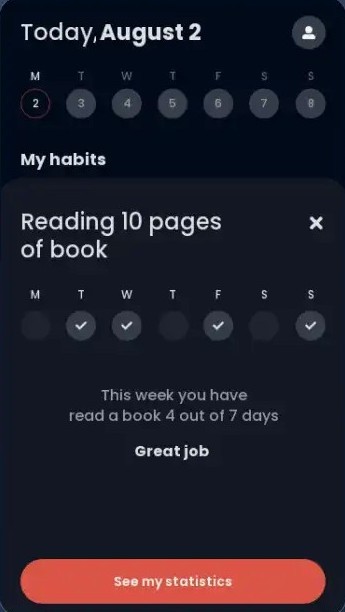 Today, August 2
M T W T F S S
2 3 4 5 6 7 8
My habits
Reading 10 pages
of book
M T W T F S S
This week you have
read a book 4 out of 7 days
Great job
See my statistics